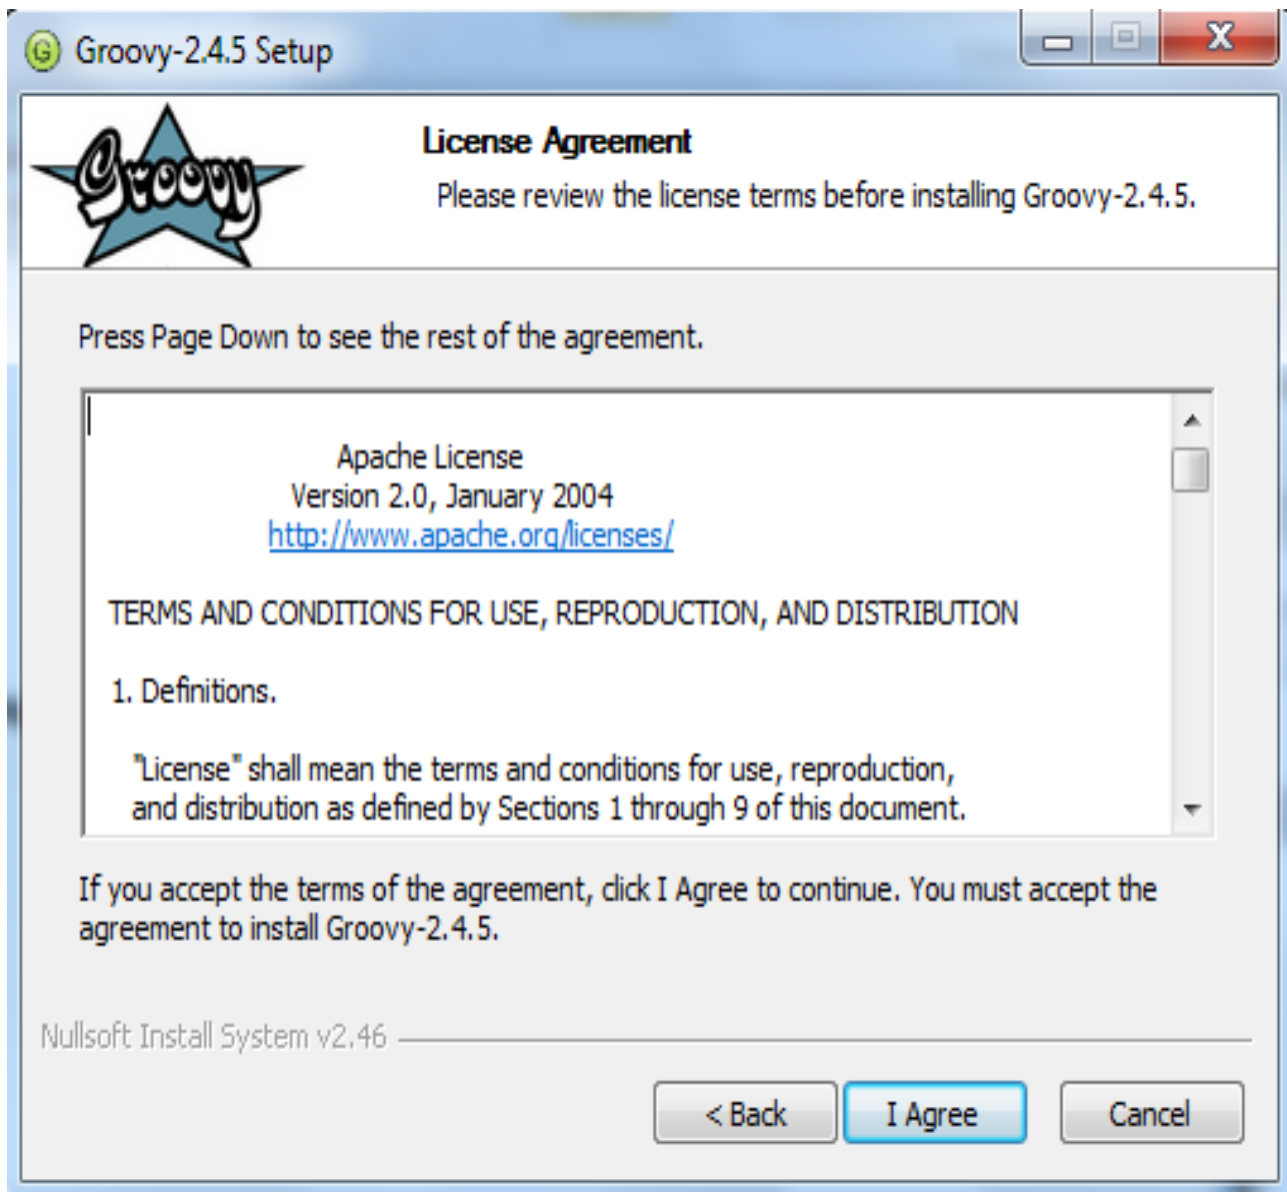 Groovy-2.4.5 Setup
Groovy
License Agreement
Please review the license terms before installing Groovy-2.4.5.
Press Page Down to see the rest of the agreement.
Apache License
Version 2.0, January 2004
http://www.apache.org/licenses/
TERMS AND CONDITIONS FOR USE, REPRODUCTION, AND DISTRIBUTION
1. Definitions.
"License" shall mean the terms and conditions for use, reproduction,
and distribution as defined by Sections 1 through 9 of this document.
If you accept the terms of the agreement, click I Agree to continue. You must accept the
agreement to install Groovy-2.4.5.
Nullsoft Install System v2.46
< Back I Agree Cancel